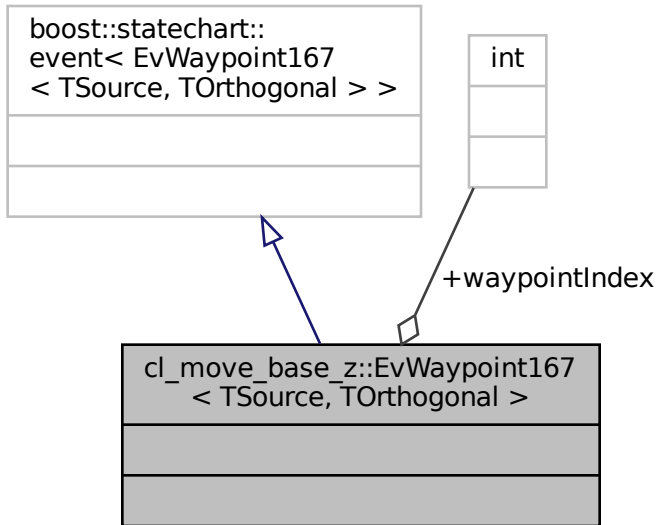 boost::statechart::
event< EvWaypoint167
< TSource, TOrthogonal > >
int
+waypointIndex
cl_move_base_z::EvWaypoint167
< TSource, TOrthogonal >